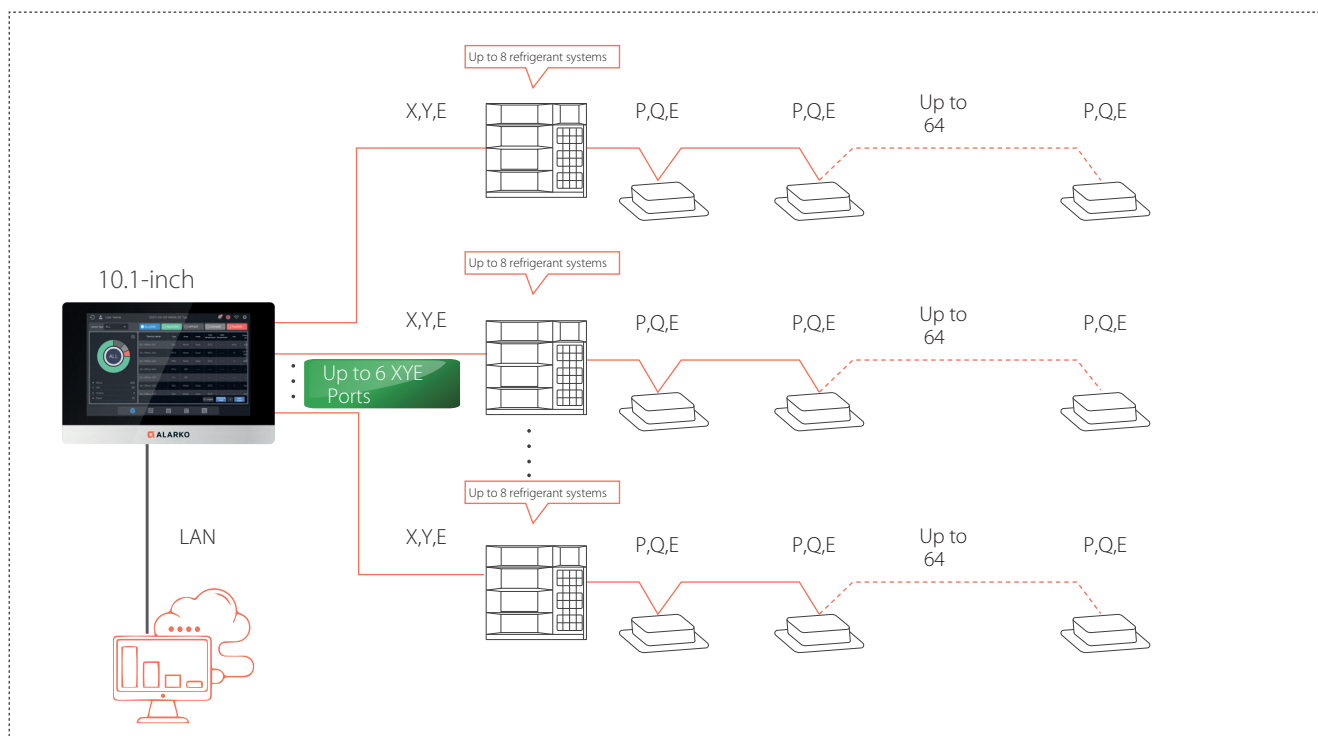 Up to 8 refrigerant systems
X,Y,E
P,Q,E
P,Q,E
Up to
64
P,Q,E
10.1-inch
Up to 8 refrigerant systems
X,Y,E
P,Q,E
P,Q,E
Up to
64
P,Q,E
ALL
Up to 6 XYE
Ports
ALARKO
Up to 8 refrigerant systems
LAN
X,Y,E
P,Q,E
P,Q,E
Up to
64
P,Q,E